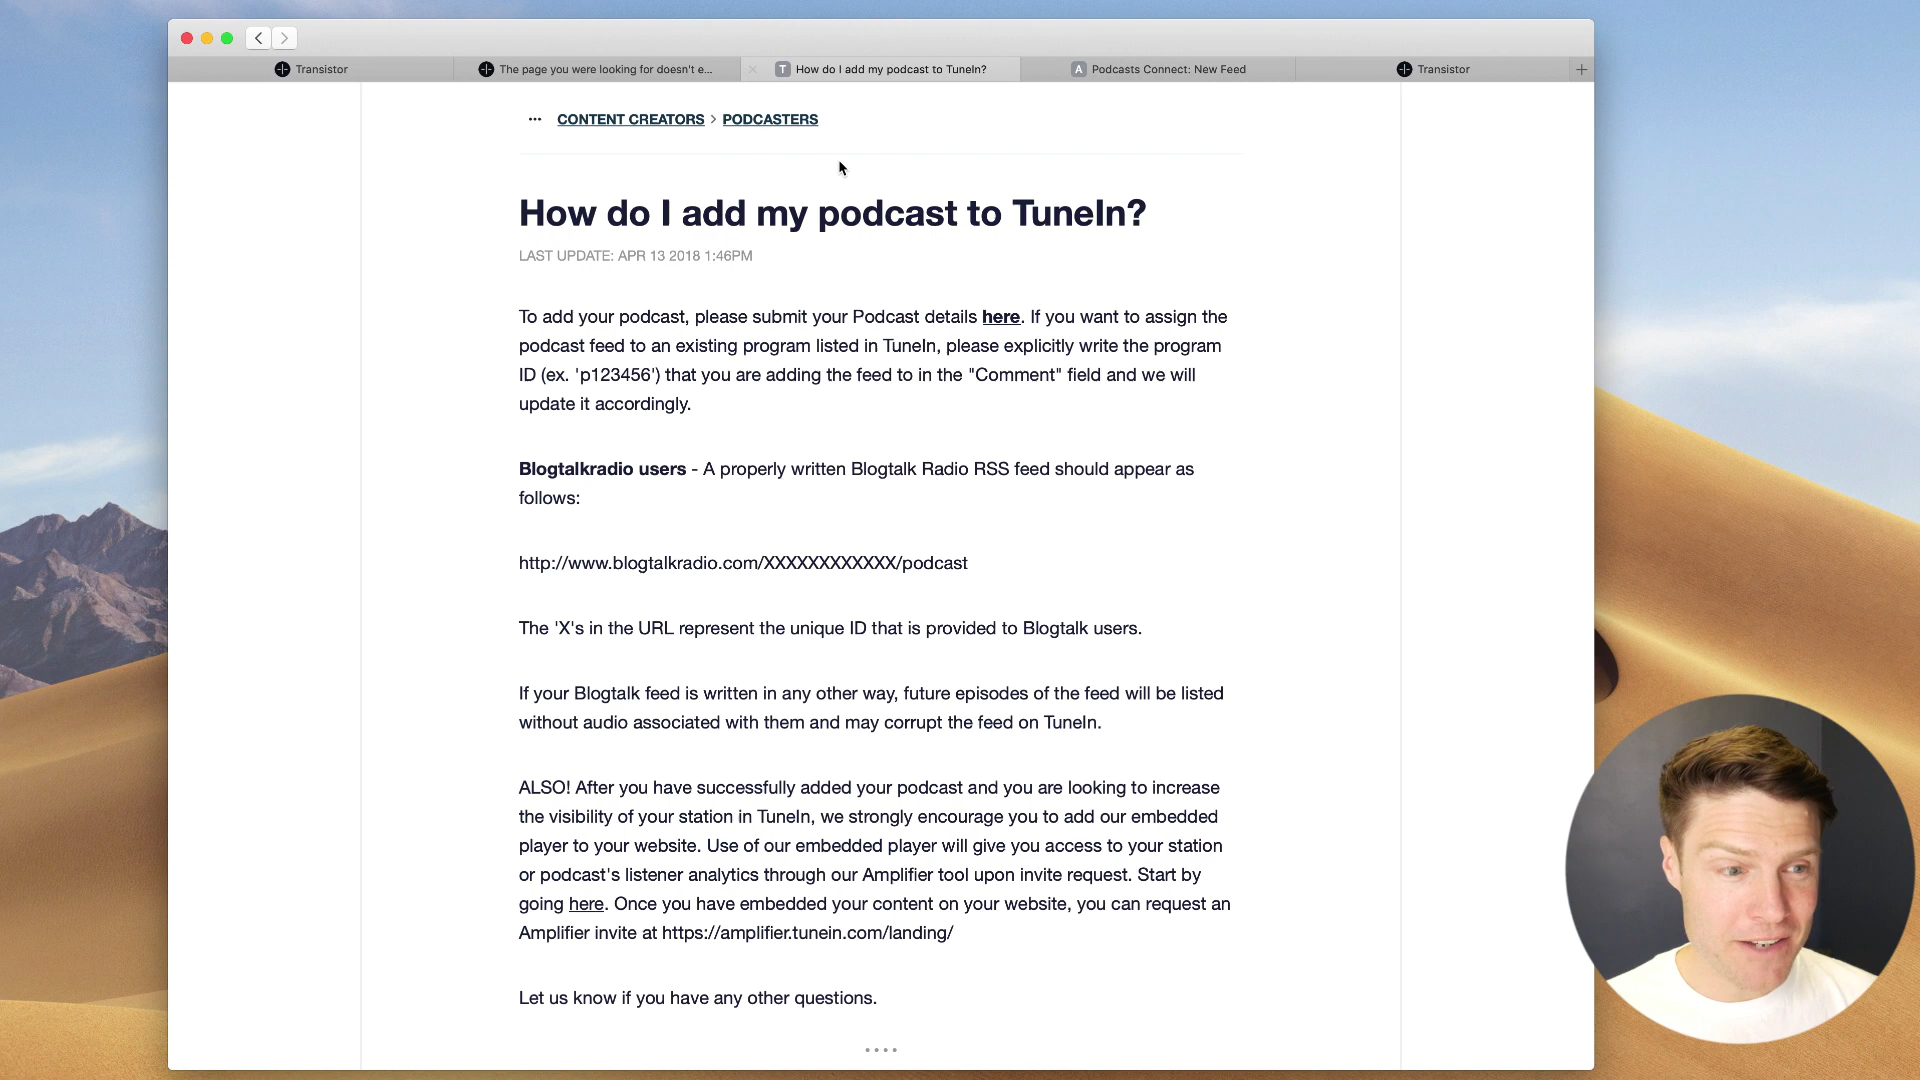 Transistor
The page you were looking for doesn't e...
T How do I add my podcast to TuneIn?
A Podcasts Connect: New Feed
Transistor
CONTENT CREATORS > PODCASTERS
How do I add my podcast to TuneIn?
LAST UPDATE: APR 13 2018 1:46PM
To add your podcast, please submit your Podcast details here. If you want to assign the
podcast feed to an existing program listed in TuneIn, please explicitly write the program
ID (ex. 'p123456') that you are adding the feed to in the "Comment" field and we will
update it accordingly.
Blogtalkradio users - A properly written Blogtalk Radio RSS feed should appear as
follows:
http://www.blogtalkradio.com/XXXXXXXXXXXX/podcast
The 'X's in the URL represent the unique ID that is provided to Blogtalk users.
If your Blogtalk feed is written in any other way, future episodes of the feed will be listed
without audio associated with them and may corrupt the feed on TuneIn.
ALSO! After you have successfully added your podcast and you are looking to increase
the visibility of your station in TuneIn, we strongly encourage you to add our embedded
player to your website. Use of our embedded player will give you access to your station
or podcast's listener analytics through our Amplifier tool upon invite request. Start by
going here. Once you have embedded your content on your website, you can request an
Amplifier invite at https://amplifier.tunein.com/landing/
Let us know if you have any other questions.